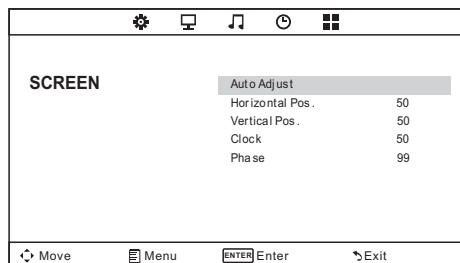 SCREEN
Auto Adjust
Horizontal Pos. 50
Vertical Pos. 50
Clock 50
Phase 99
Move Menu ENTER Enter Exit